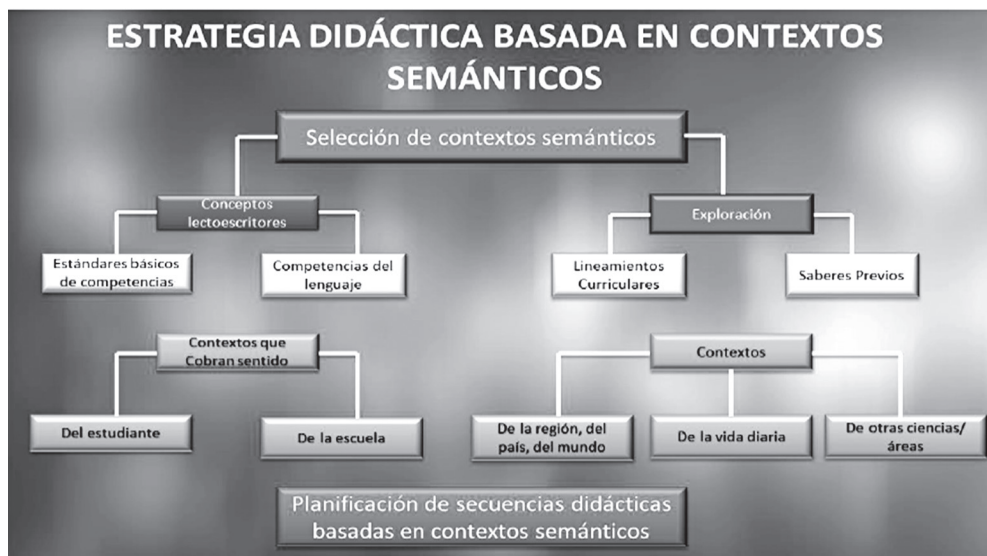 ESTRATEGIA DIDÁCTICA BASADA EN CONTEXTOS
SEMÁNTICOS
Selección de contextos semánticos
Conceptos
lectoescritores
Exploración
Estándares básicos
de competencias
Competencias del
lenguaje
Lineamientos
Curriculares
Saberes Previos
Contextos que
Cobran sentido
Contextos
Del estudiante
De la escuela
De la región, del
país, del mundo
De la vida diaria
De otras ciencias/
áreas
Planificación de secuencias didácticas
basadas en contextos semánticos